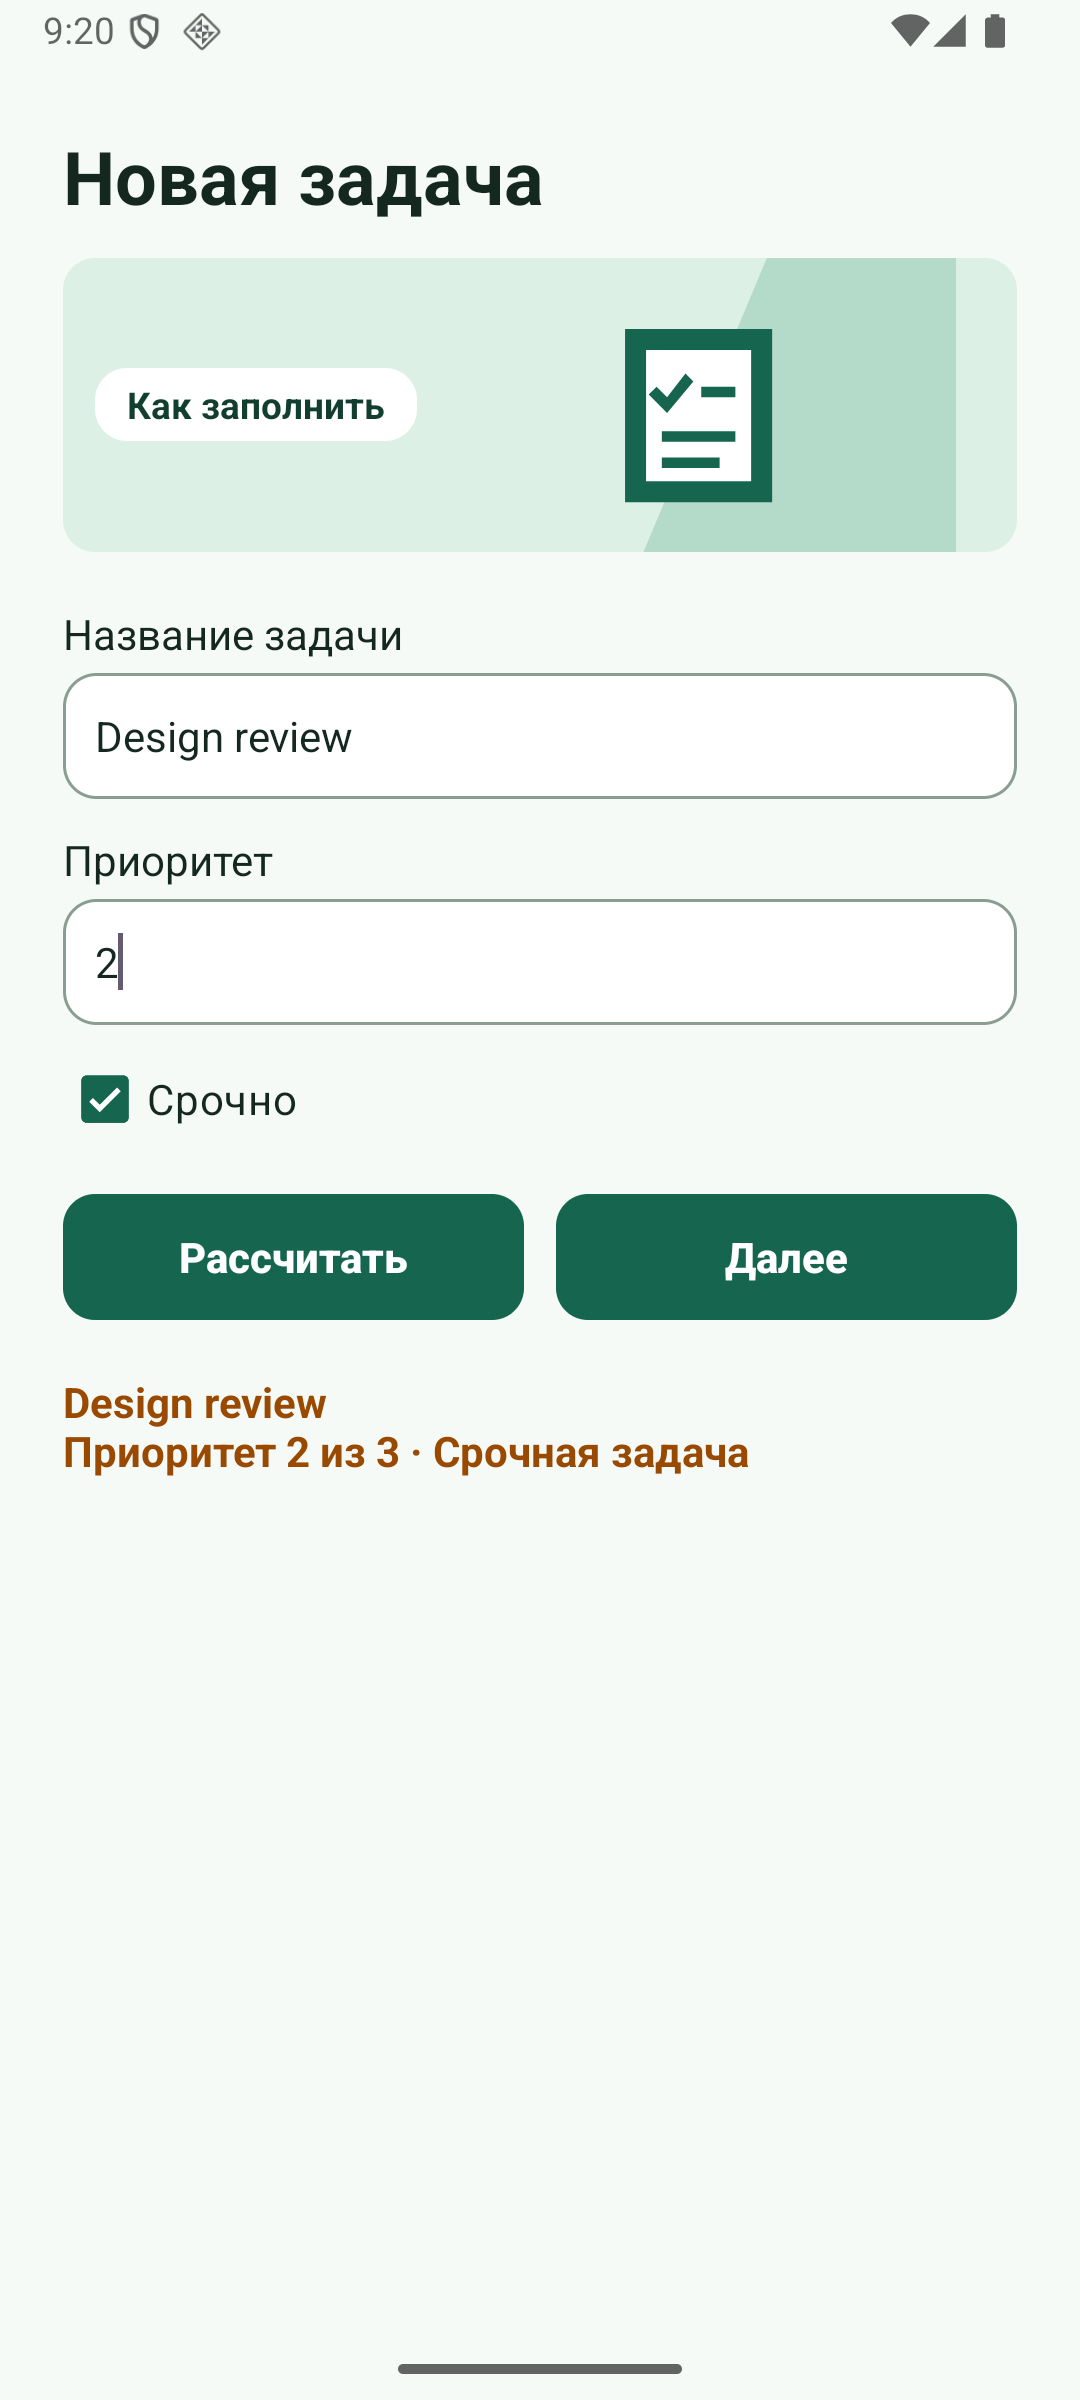 9:20
Новая задача
Как заполнить
Название задачи
Design review
Приоритет
2
Срочно
Рассчитать
Далее
Design review
Приоритет 2 из 3 · Срочная задача